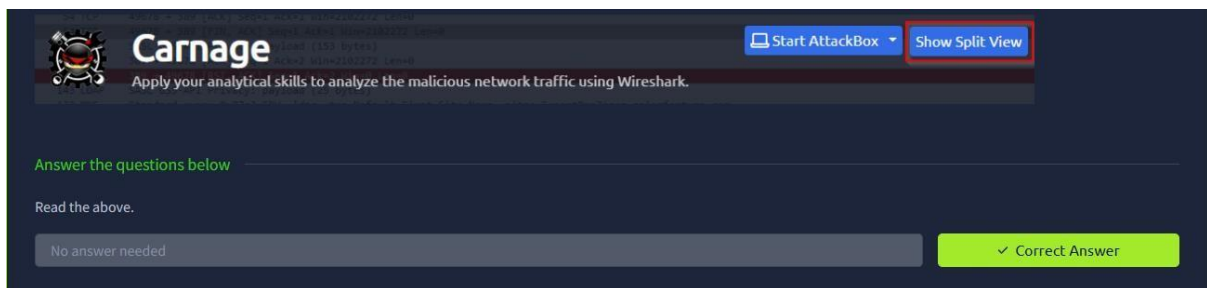 Carnage
Start AttackBox
Show Split View
Apply your analytical skills to analyze the malicious network traffic using Wireshark.
Answer the questions below
Read the above.
No answer needed
✓ Correct Answer